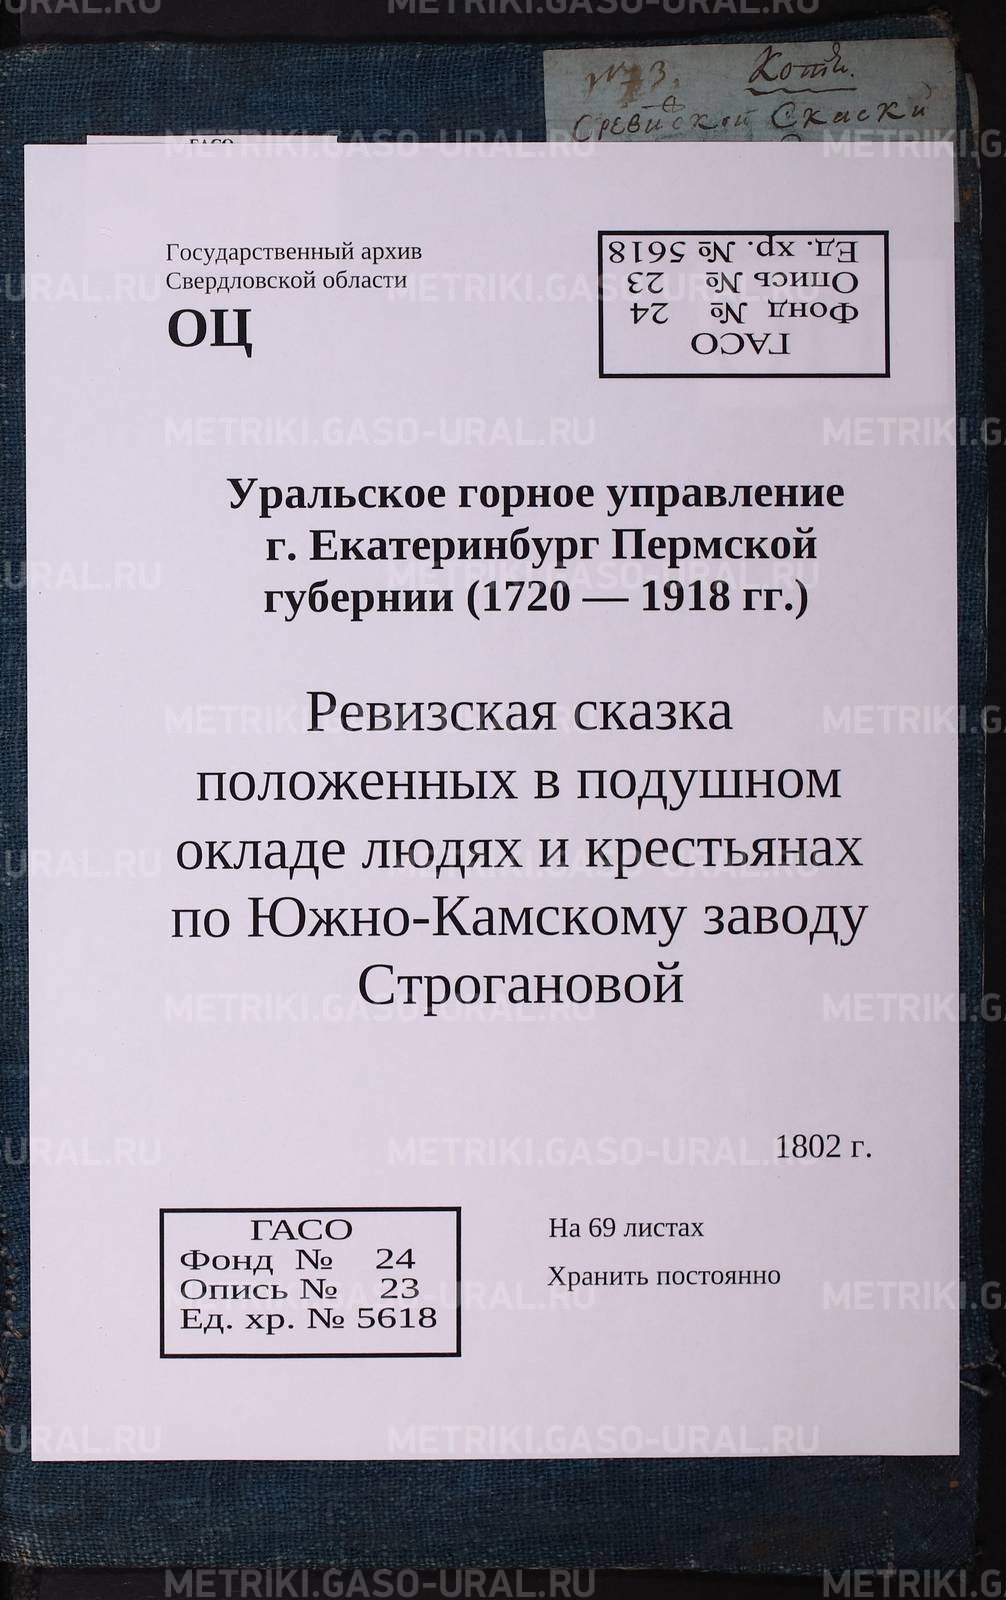 №73. Копія.
С Ревизской Скаски
ГАСО
Государственный архив
Свердловской области
ОЦ
ГАСО
Фонд № 24
Опись № 23
Ед. хр. № 5618
Уральское горное управление
г. Екатеринбург Пермской
губернии (1720 — 1918 гг.)
Ревизская сказка
положенных в подушном
окладе людях и крестьянах
по Южно-Камскому заводу
Строгановой
1802 г.
ГАСО
Фонд № 24
Опись № 23
Ед. хр. № 5618
На 69 листах
Хранить постоянно
METRIKI.GASO-URAL.RU